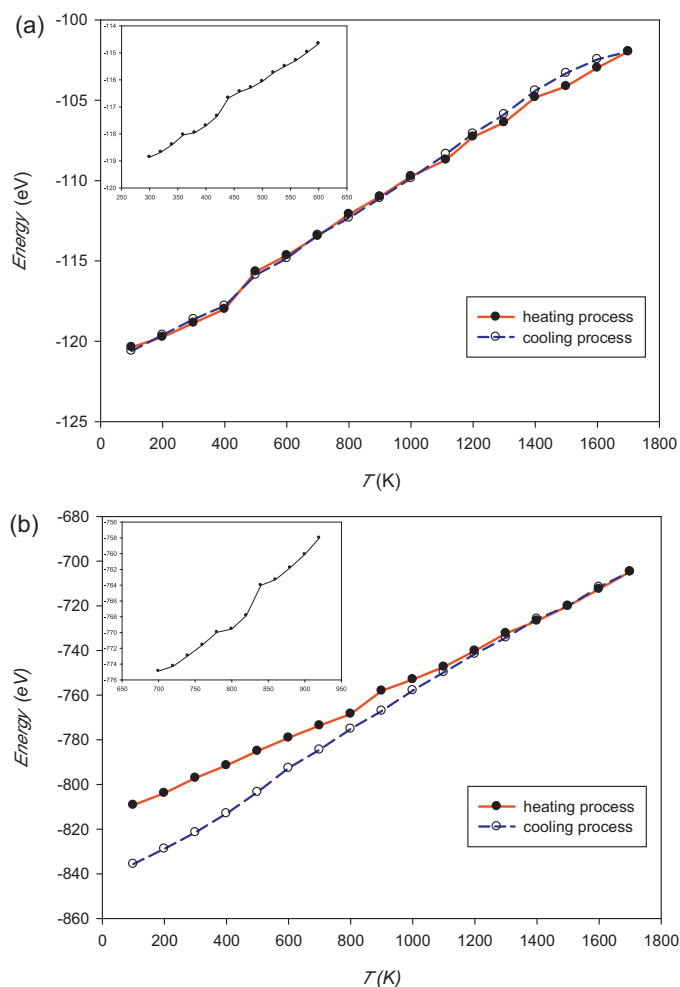 (a)
-100
-105
-110
-115
-120
-125
Energy (eV)
0 200 400 600 800 1000 1200 1400 1600 1800
T (K)
-114
-115
-116
-117
-118
-119
-120
250 300 350 400 450 500 550 600 650
heating process
cooling process
(b)
-680
-700
-720
-740
-760
-780
-800
-820
-840
-860
Energy (eV)
0 200 400 600 800 1000 1200 1400 1600 1800
T (K)
-756
-758
-760
-762
-764
-766
-768
-770
-772
-774
-776
650 700 750 800 850 900 950
heating process
cooling process